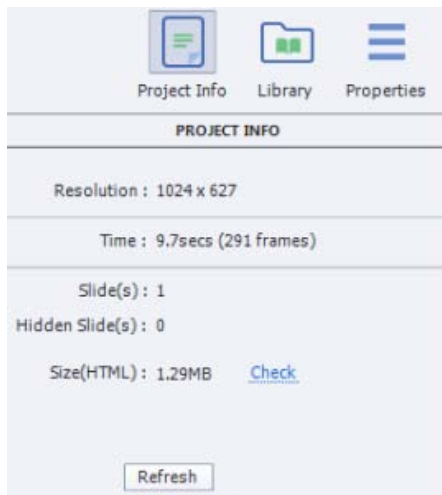 Project Info Library Properties
PROJECT INFO
Resolution : 1024 x 627
Time : 9.7secs (291 frames)
Slide(s) : 1
Hidden Slide(s) : 0
Size(HTML) : 1.29MB Check
Refresh